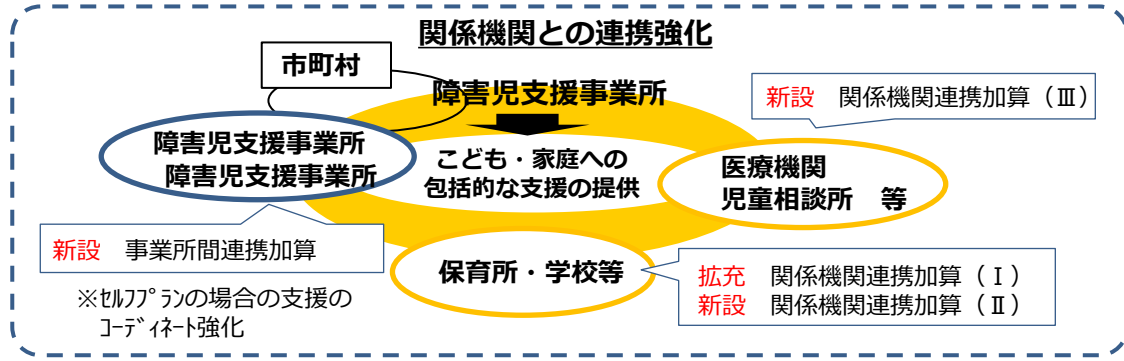 関係機関との連携強化
市町村
障害児支援事業所
新設　関係機関連携加算（Ⅲ）
障害児支援事業所
障害児支援事業所
こども・家庭への
包括的な支援の提供
医療機関
児童相談所　等
新設　事業所間連携加算
※ｾﾙﾌﾌﾟﾗﾝの場合の支援の
ｺｰﾃﾞｨﾈｰﾄ強化
保育所・学校等
拡充　関係機関連携加算（Ⅰ）
新設　関係機関連携加算（Ⅱ）